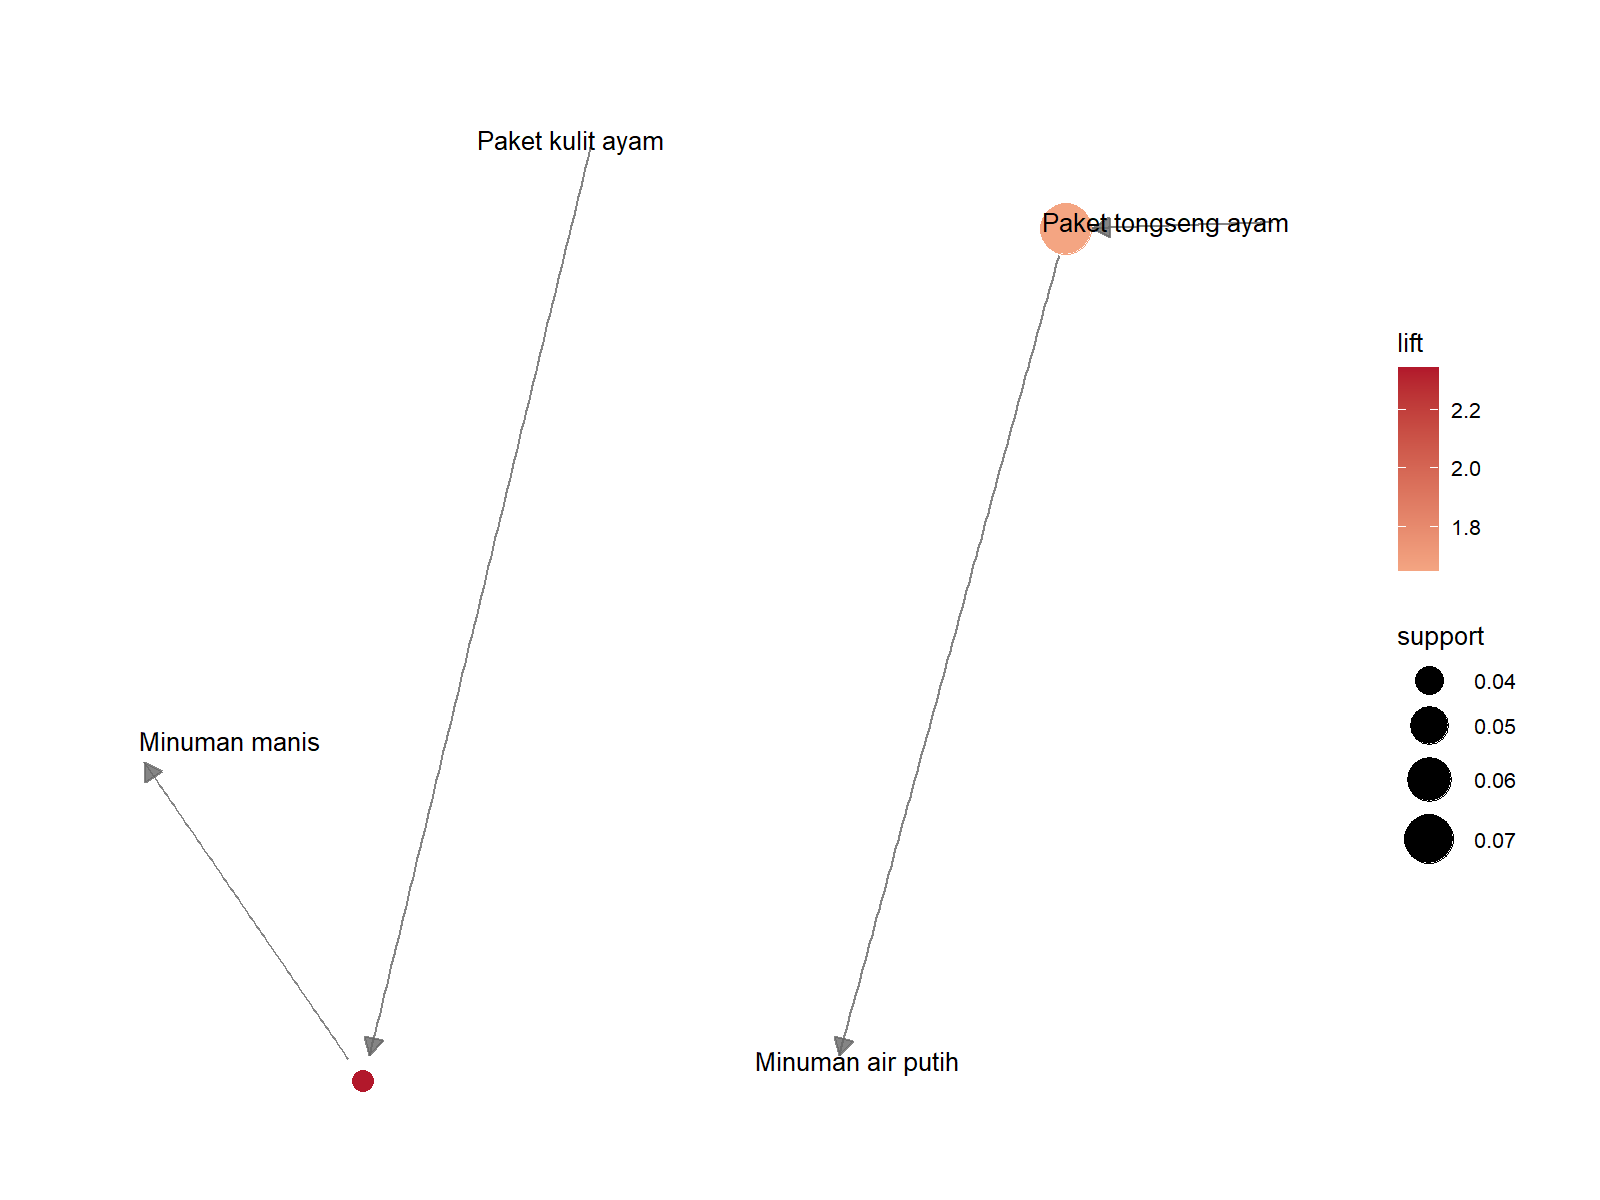 Paket kulit ayam
Paket tongseng ayam
Minuman manis
Minuman air putih
lift
2.2
2.0
1.8
support
0.04
0.05
0.06
0.07